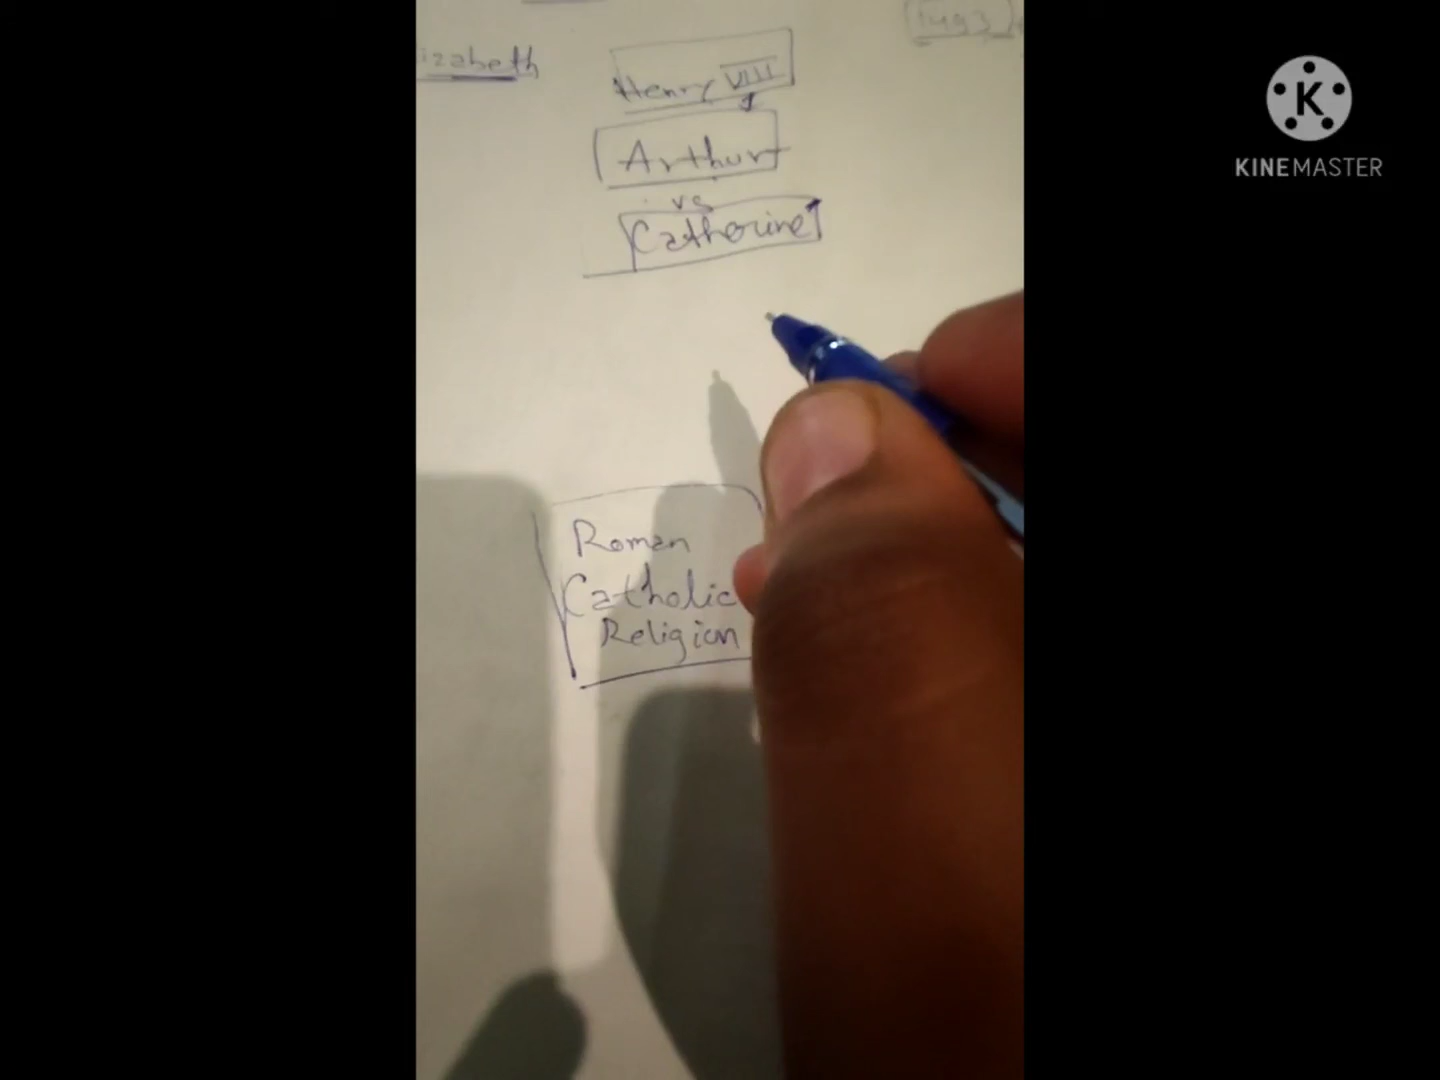 izabeth
Henry VIII
Arthur
vs
Catherine
Roman
Catholic
Religion
K
KINEMASTER